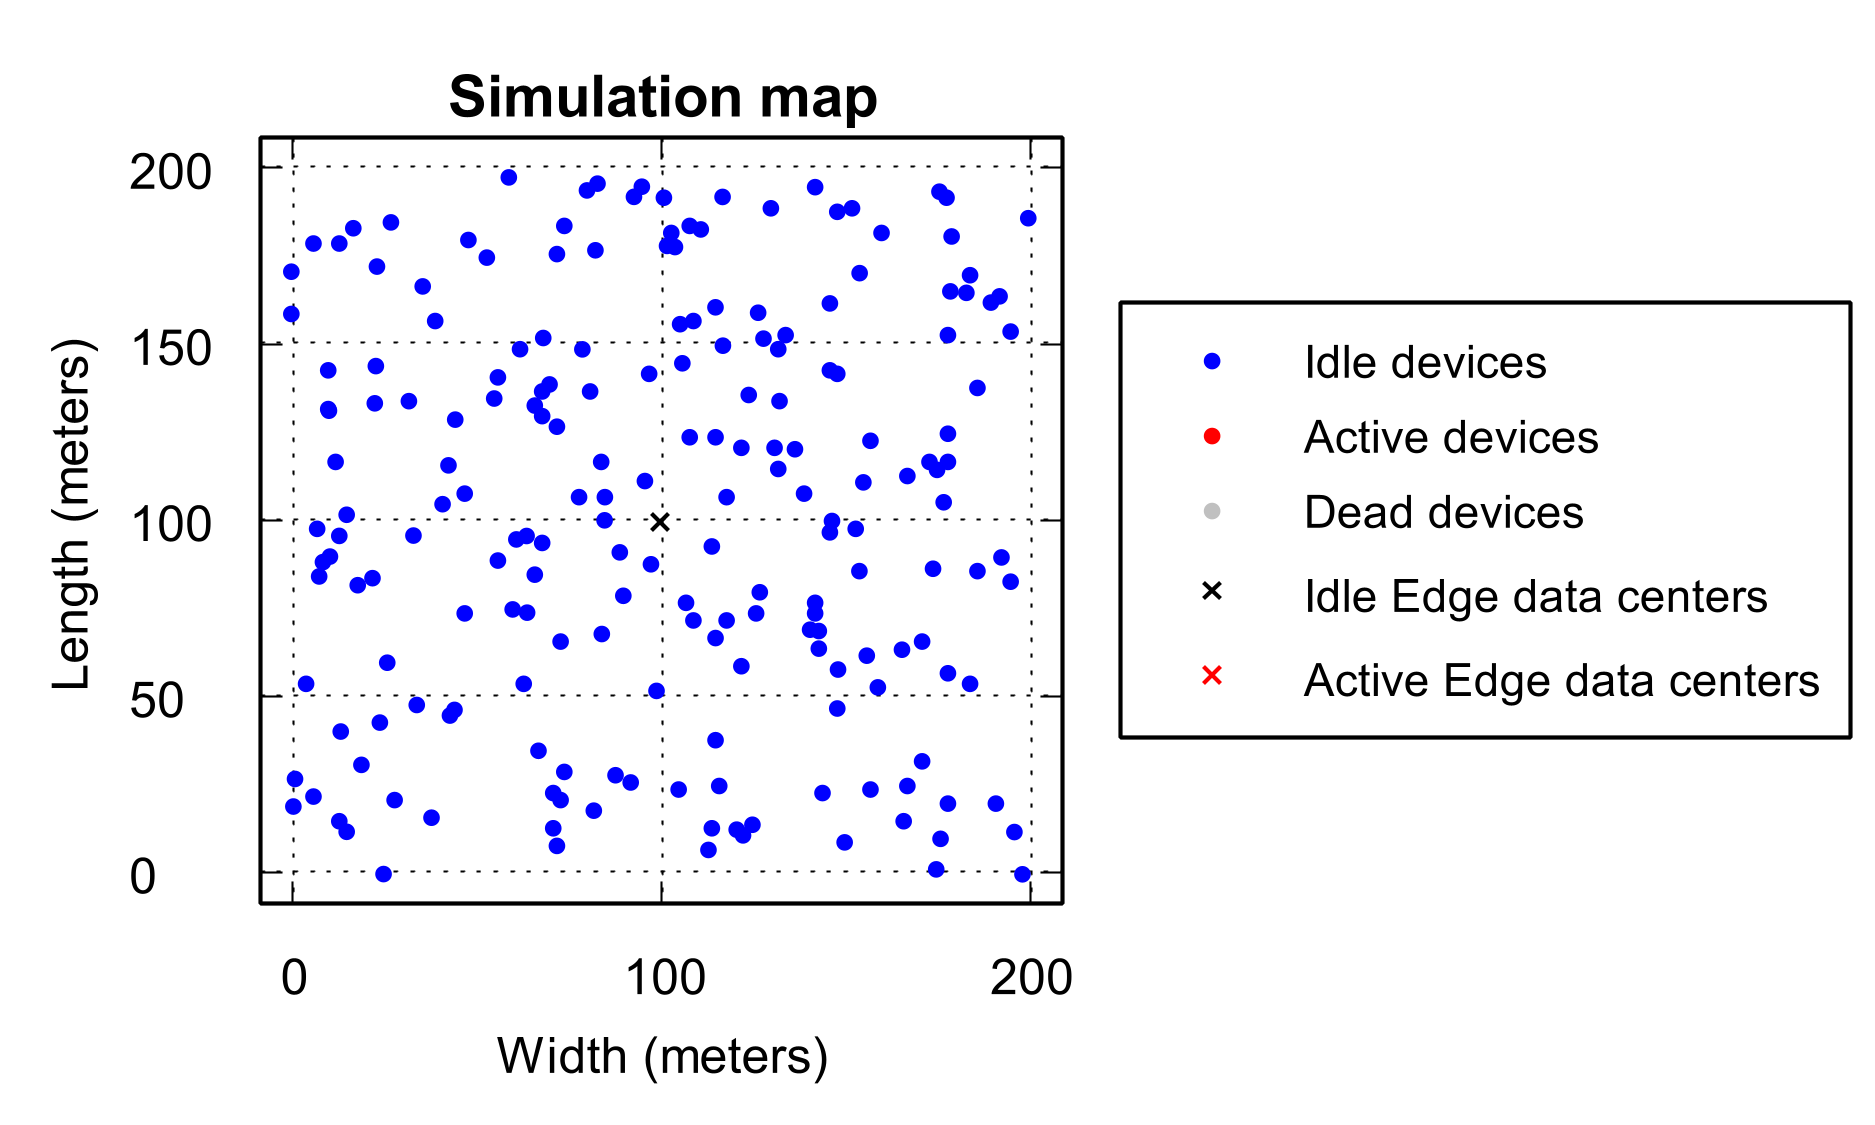 Simulation map
200
150
100
50
0
Length (meters)
0 100 200
Width (meters)
Idle devices
Active devices
Dead devices
Idle Edge data centers
Active Edge data centers